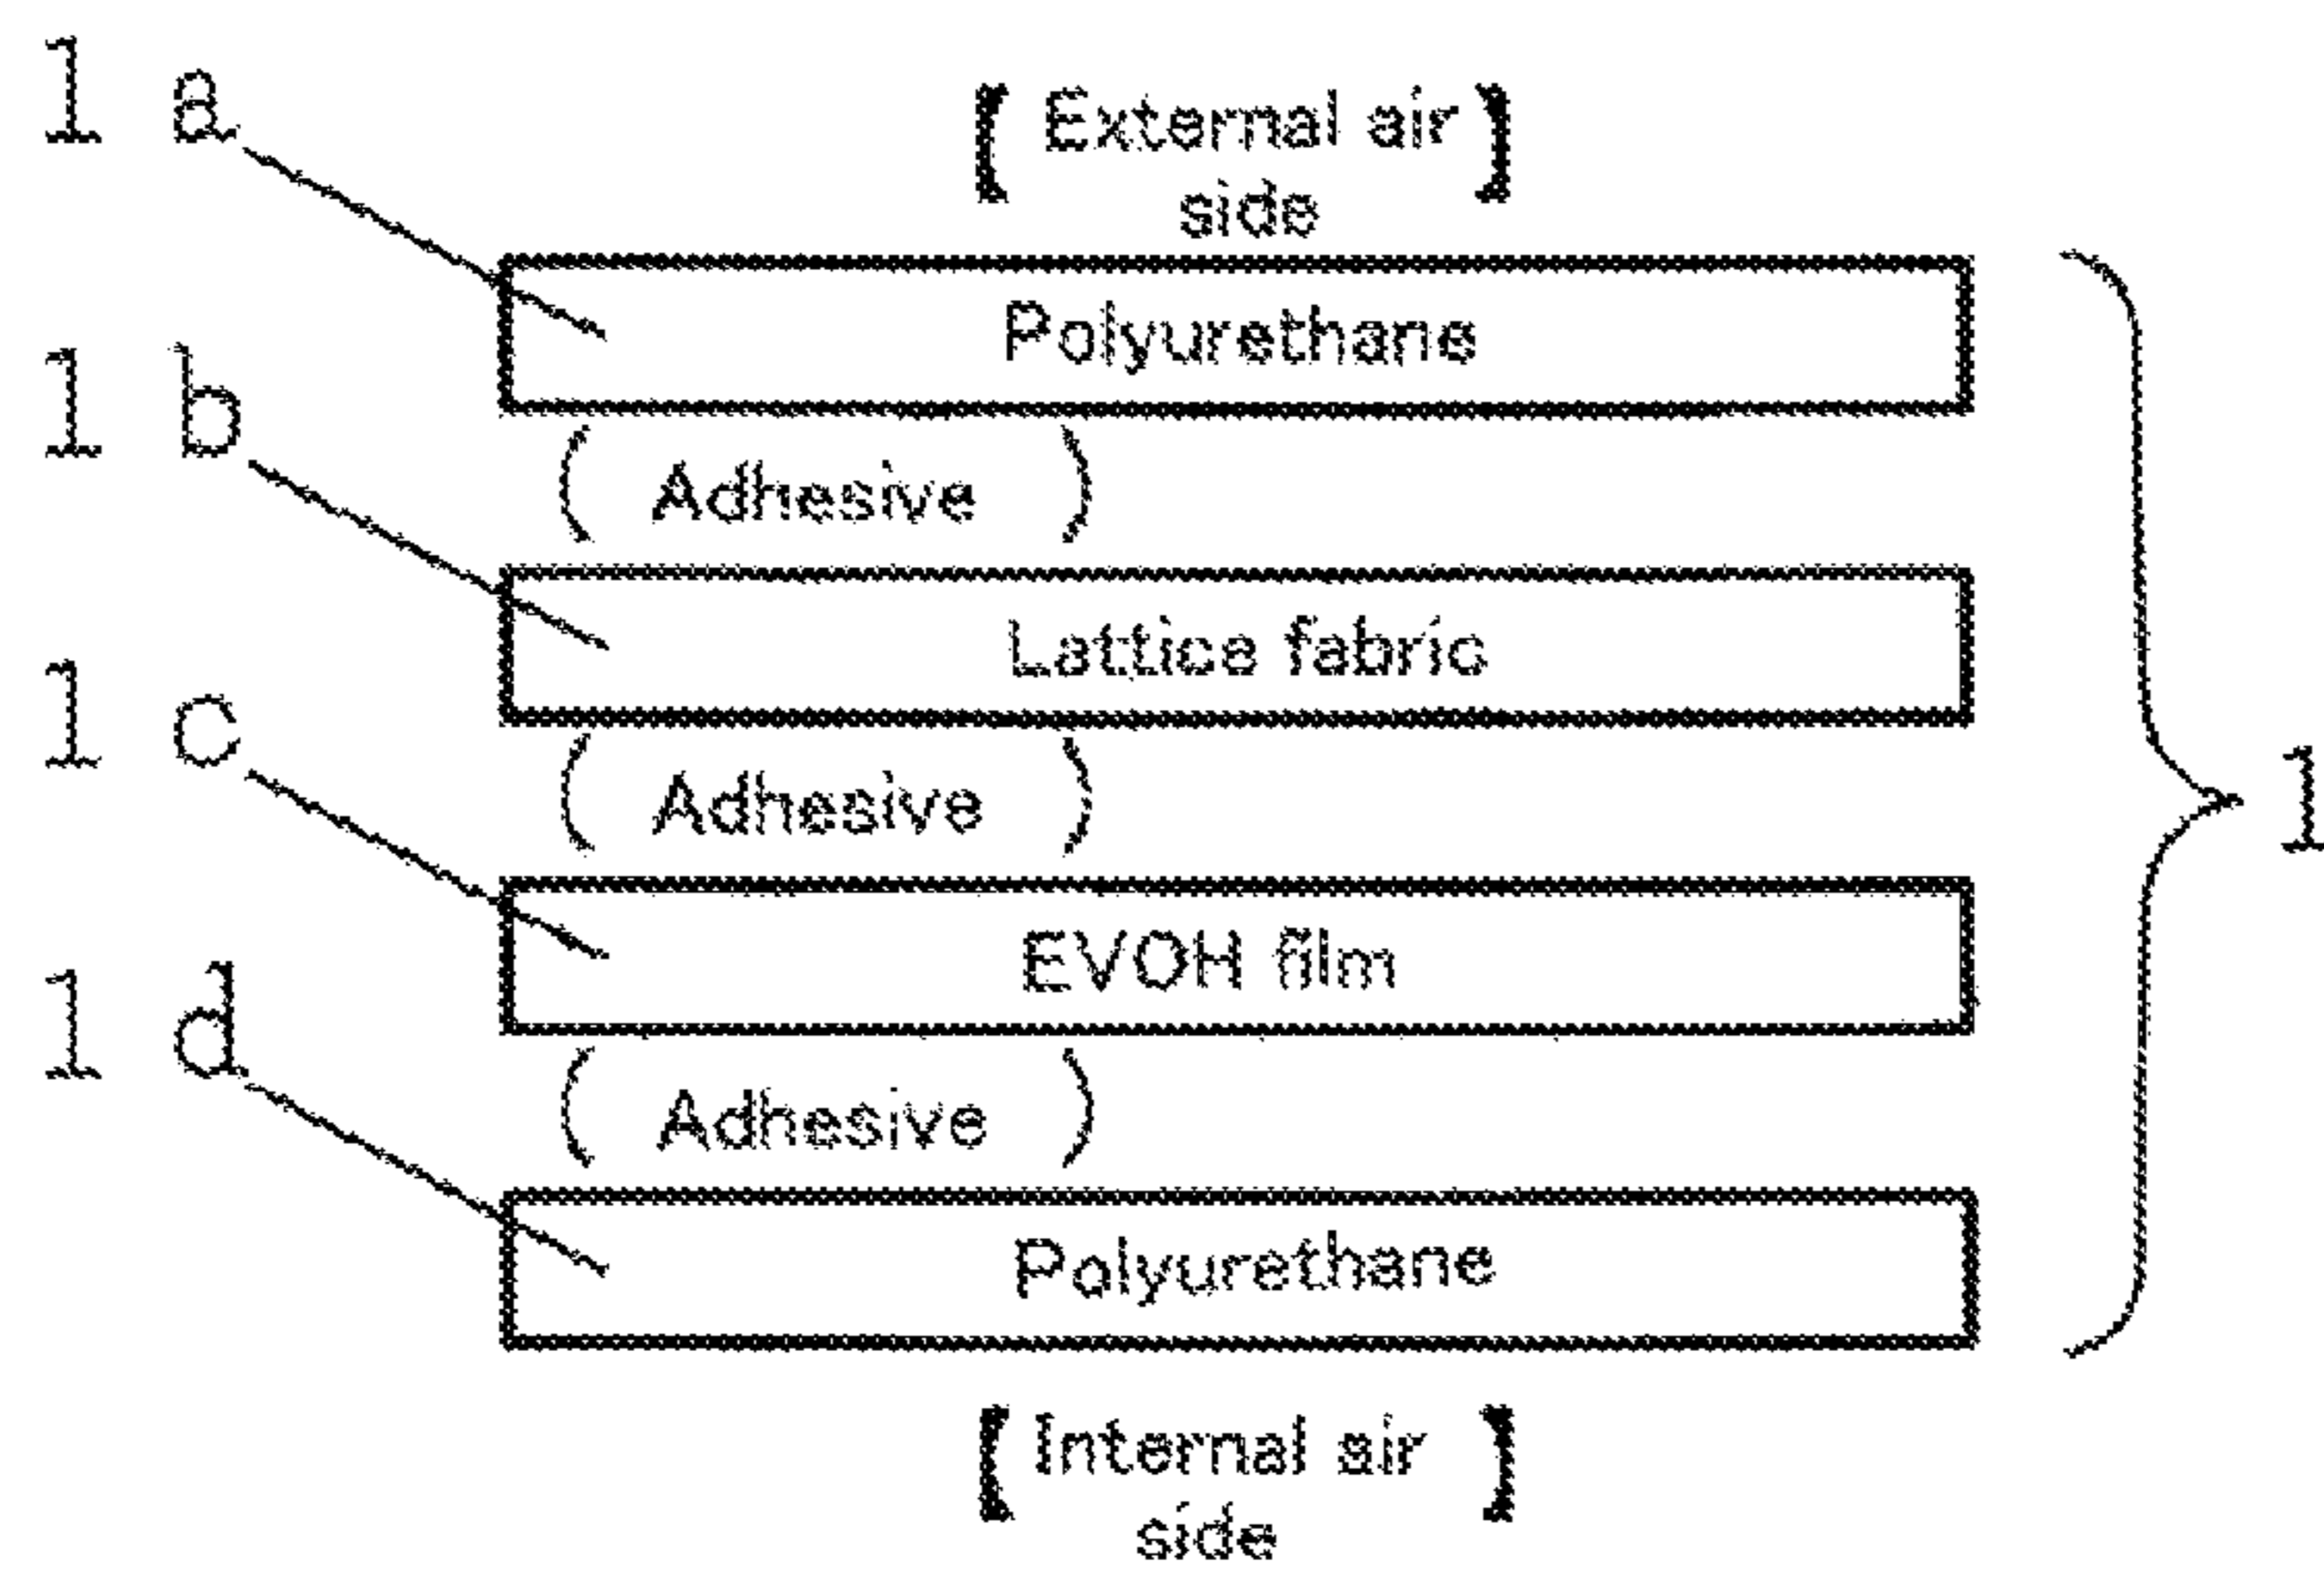 1 a
【 External air 】
side
Polyurethane
1 b
( Adhesive )
Lattice fabric
1 c
( Adhesive )
1
EVOH film
1 d
( Adhesive )
Polyurethane
【 Internal air 】
side